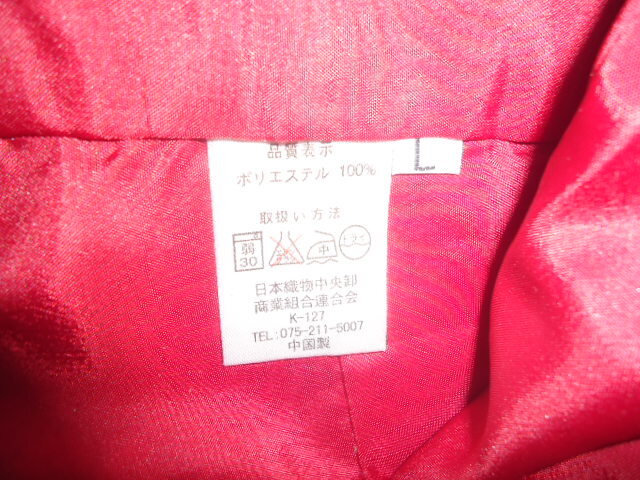 品質表示
ポリエステル 100%
L
取扱い方法
弱
30
中
日本織物中央卸
商業組合連合会
K-127
TEL:075-211-5007
中国製